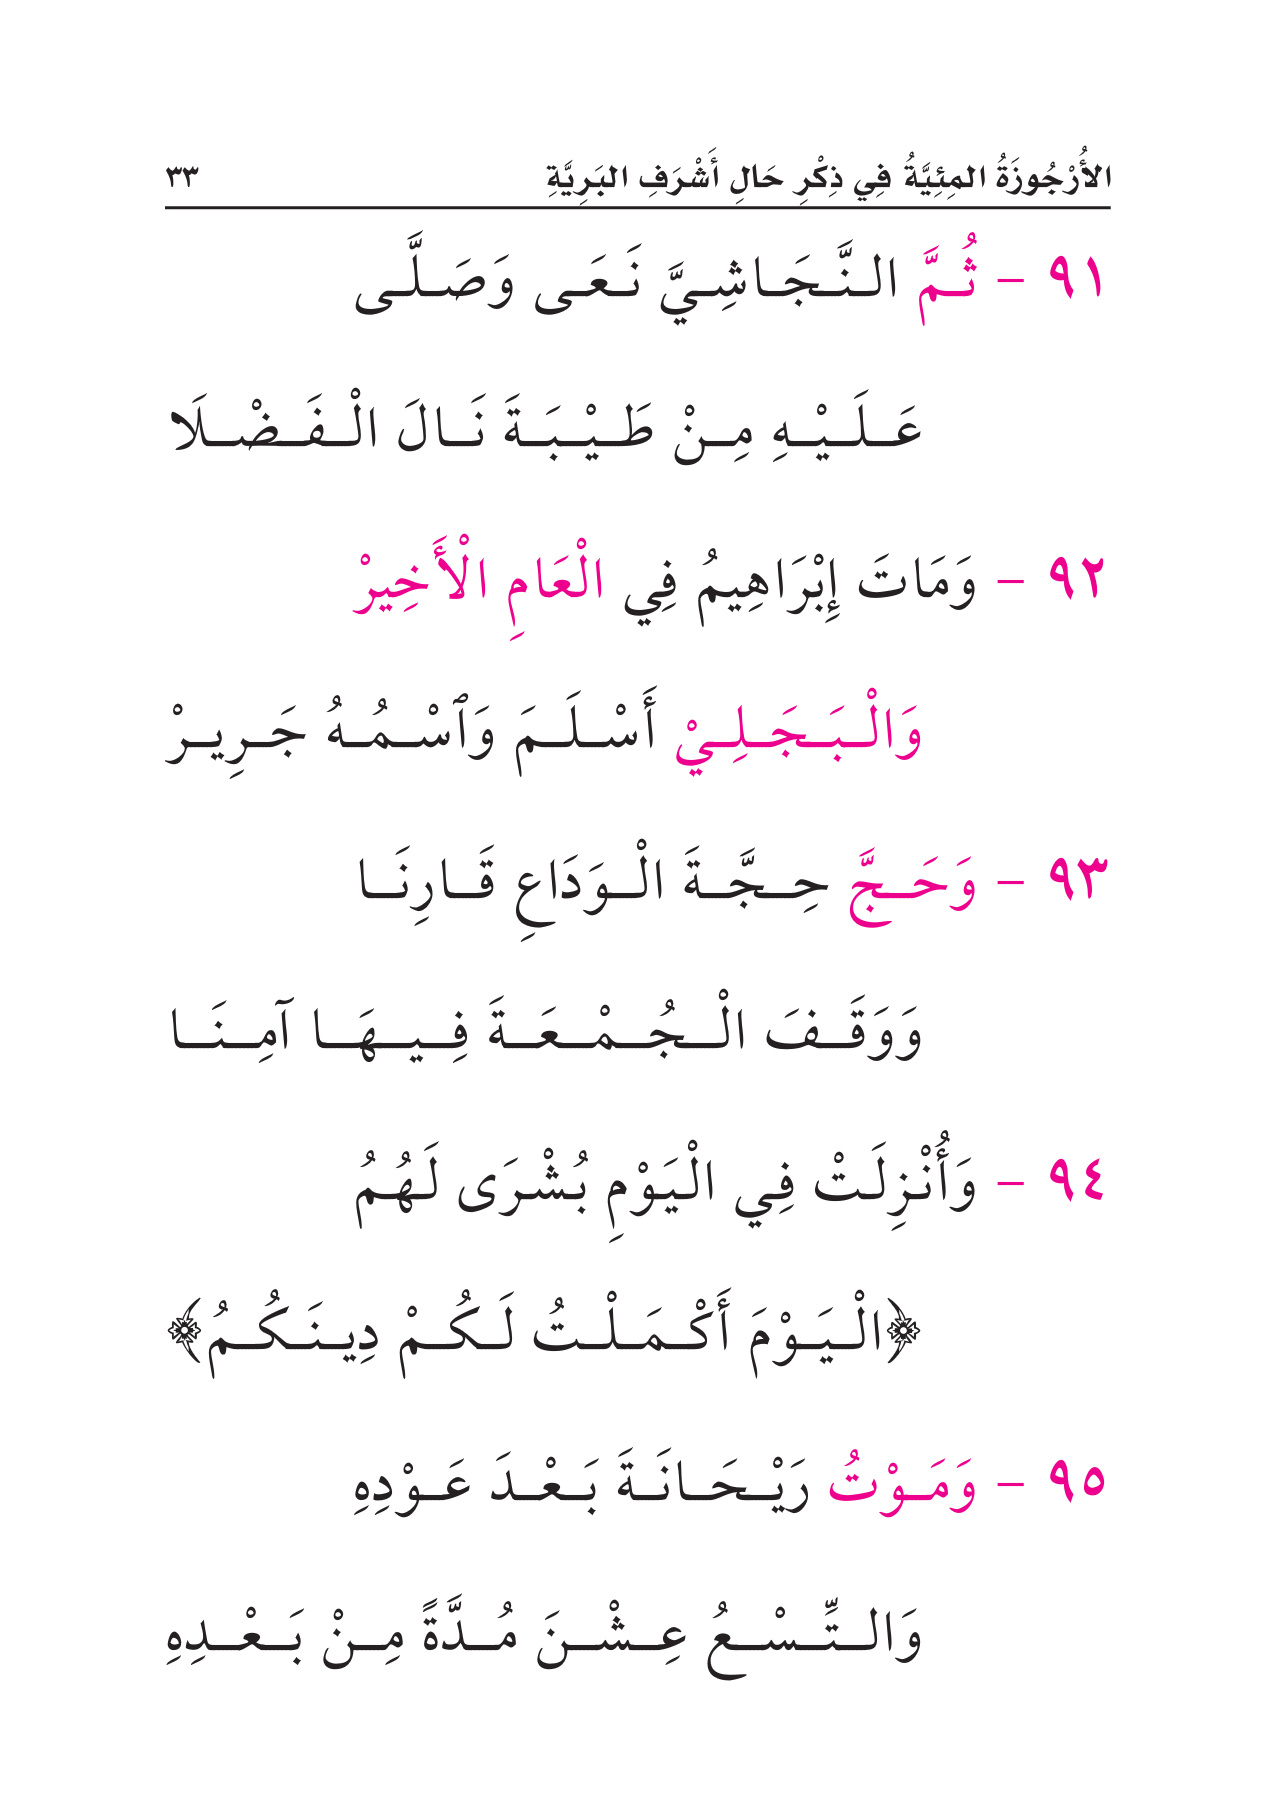 الأُرْجُوزَةُ المِئِيَّةُ فِي ذِكْرِ حَالِ أَشْرَفِ البَرِيَّةِ ٣٣
٩١ - ثُمَّ النَّجَاشِيَّ نَعَى وَصَلَّى
عَلَيْهِ مِنْ طَيْبَةَ نَالَ الْفَضْلَا
٩٢ - وَمَاتَ إِبْرَاهِيمُ فِي الْعَامِ الْأَخِيرْ
وَالْبَجَلِيْ أَسْلَمَ وَٱسْمُهُ جَرِيرْ
٩٣ - وَحَجَّ حِجَّةَ الْوَدَاعِ قَارِنَا
وَوَقَفَ الْجُمْعَةَ فِيهَا آمِنَا
٩٤ - وَأُنْزِلَتْ فِي الْيَوْمِ بُشْرَى لَهُمُ
﴿الْيَوْمَ أَكْمَلْتُ لَكُمْ دِينَكُمُ﴾
٩٥ - وَمَوْتُ رَيْحَانَةَ بَعْدَ عَوْدِهِ
وَالتِّسْعُ عِشْنَ مُدَّةً مِنْ بَعْدِهِ